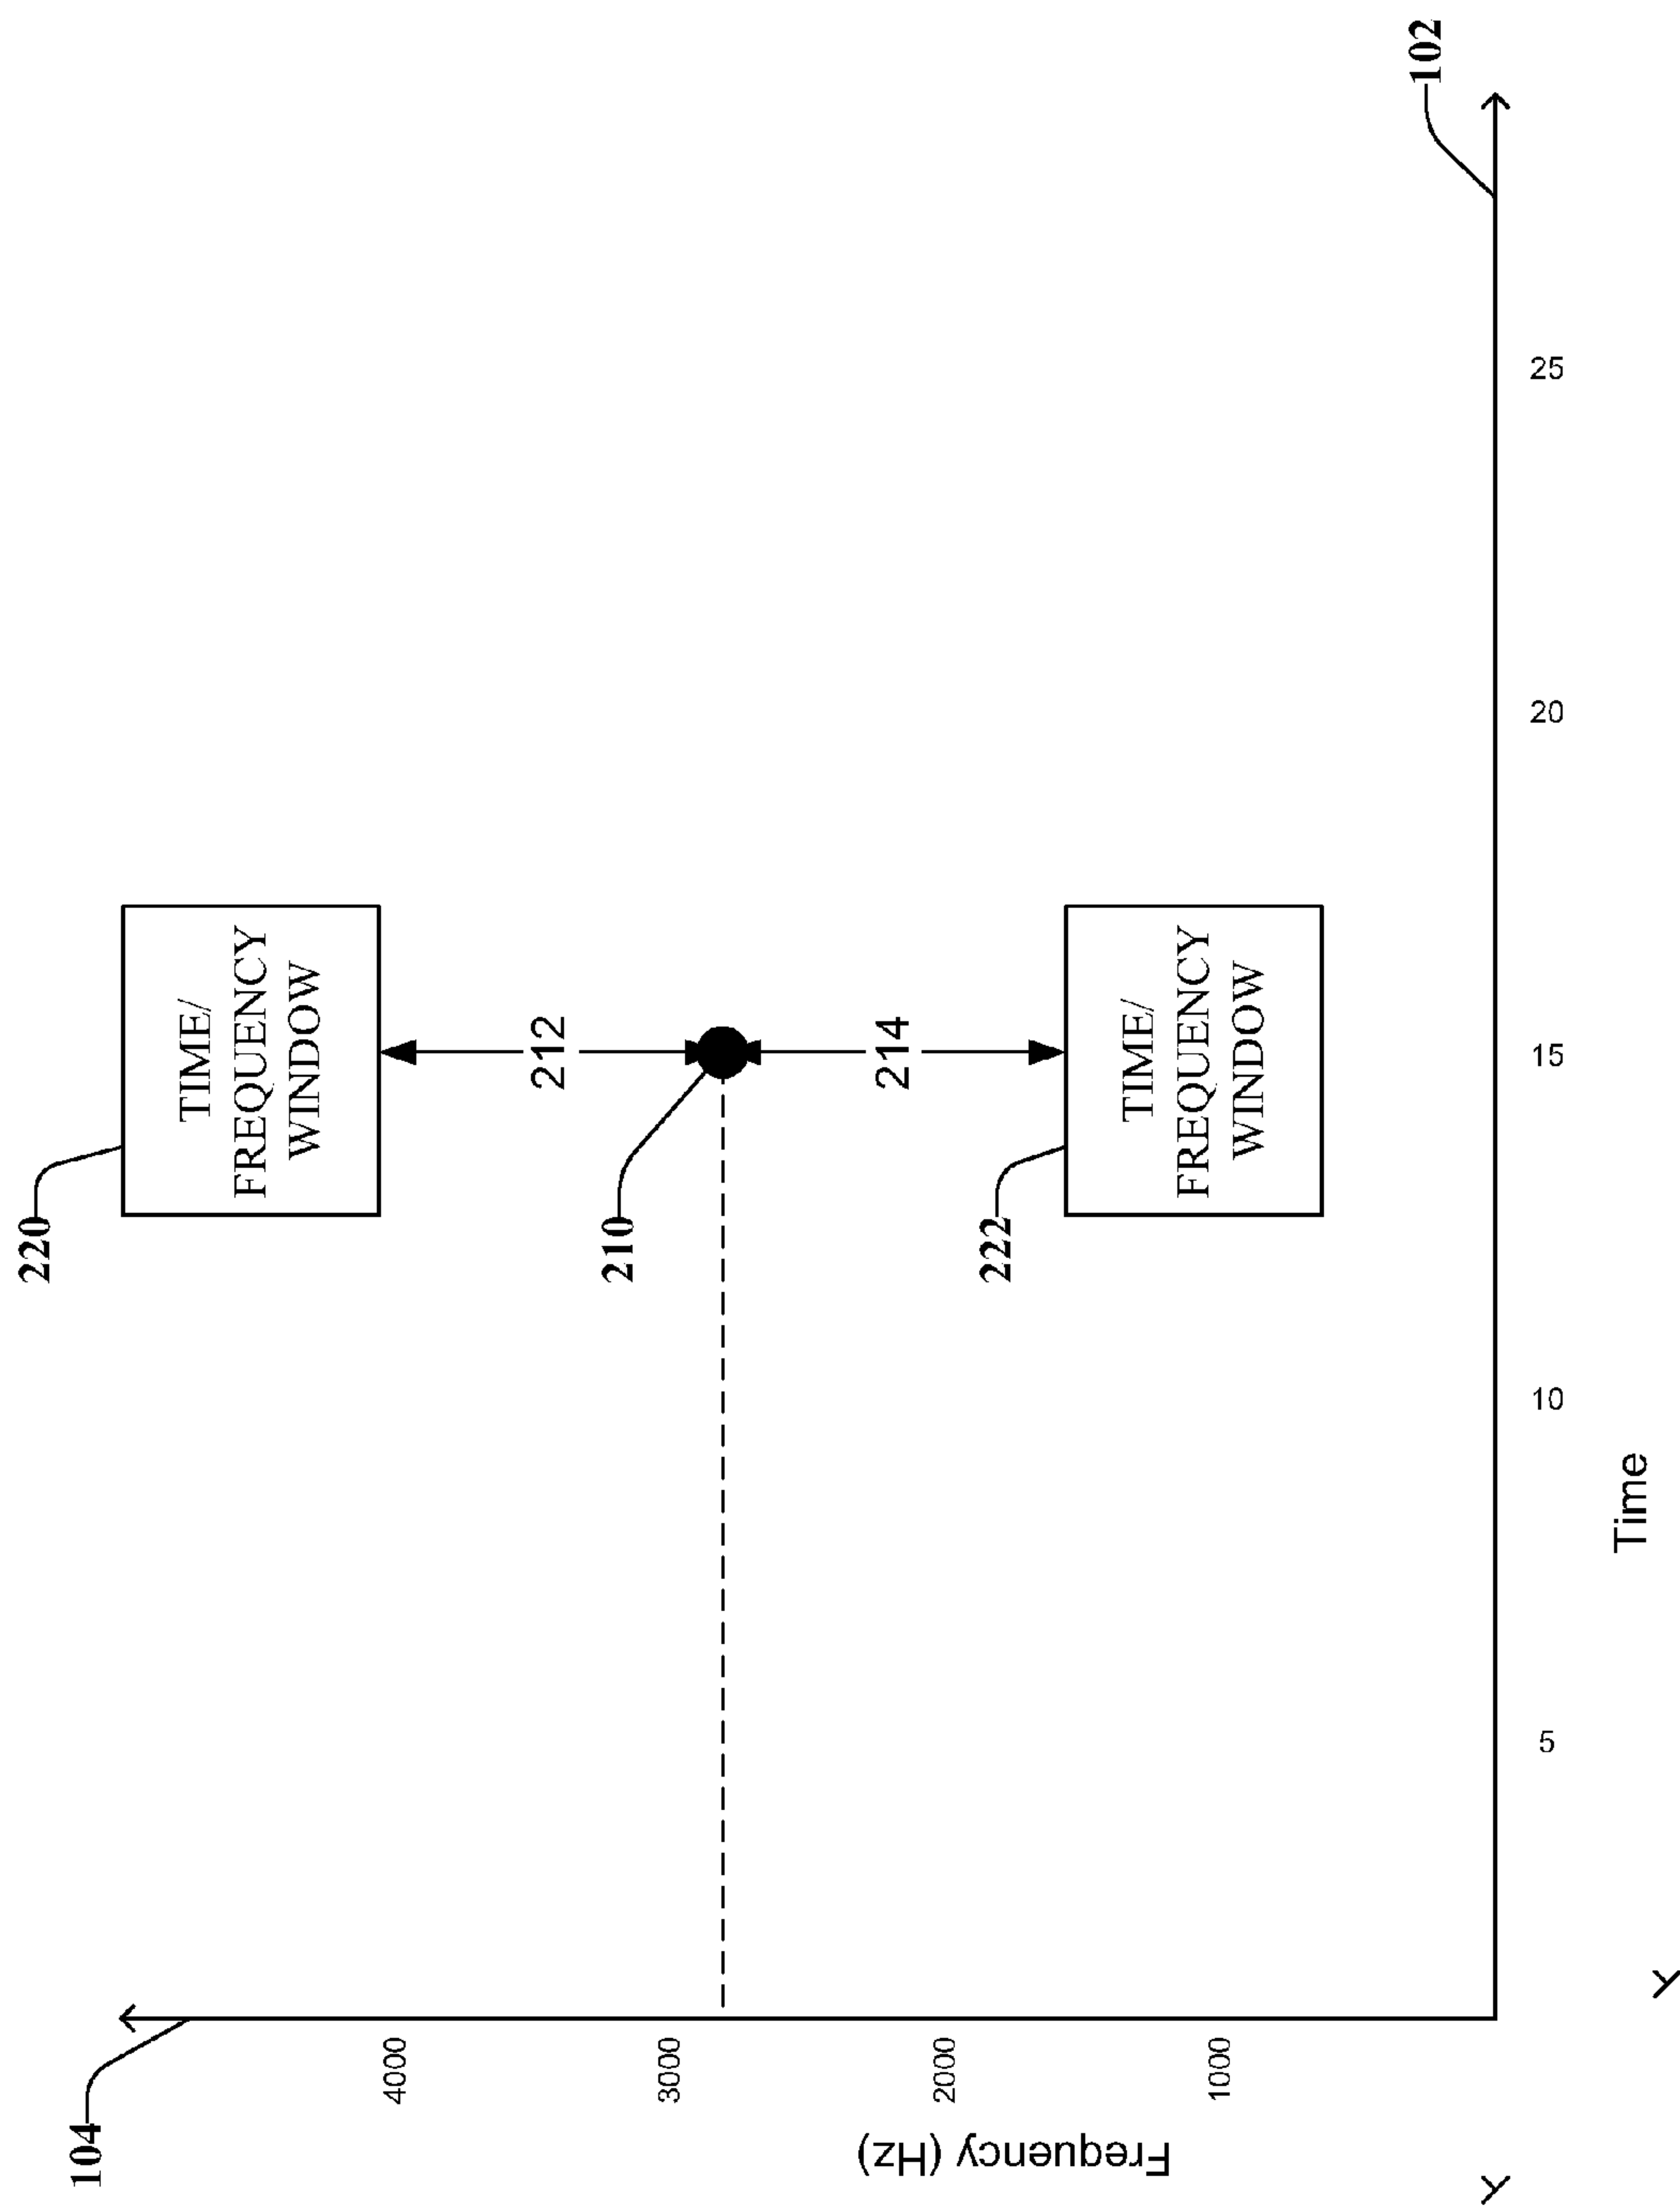 220
104
TIME/
FREQUENCY
WINDOW
4000
212
210
3000
Frequency (Hz)
214
2000
222
TIME/
FREQUENCY
WINDOW
1000
102
5
10
15
20
25
Time